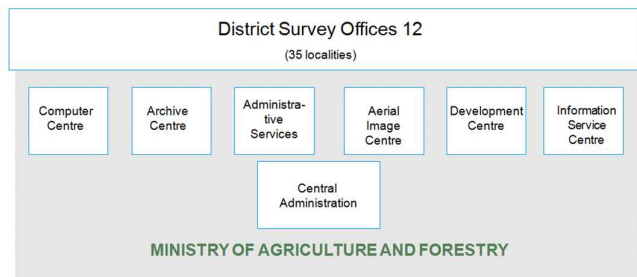 District Survey Offices 12
(35 localities)
Computer
Centre
Archive
Centre
Administra-
tive
Services
Aerial
Image
Centre
Development
Centre
Information
Service
Centre
Central
Administration
MINISTRY OF AGRICULTURE AND FORESTRY